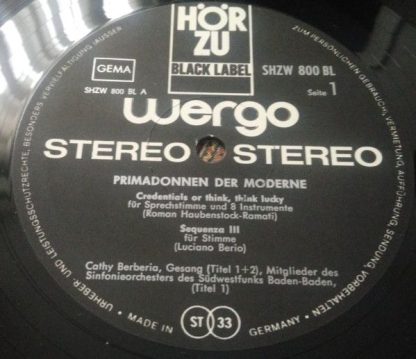 HÖR
ZU
BLACK LABEL
GEMA
SHZW 800 BL
SHZW 800 BL A
Seite 1
wergo
STEREO STEREO
PRIMADONNEN DER MODERNE
Credentials or think, think lucky
für Sprechstimme und 8 Instrumente
(Roman Haubenstock-Ramati)
Sequenza III
für Stimme
(Luciano Berio)
Cathy Berberia, Gesang (Titel 1+2), Mitglieder des
Sinfonieorchesters des Südwestfunks Baden-Baden,
(Titel 1)
MADE IN ST 33 GERMANY
URHEBER- UND LEISTUNGSSCHUTZRECHTE, BESONDERS VERVIELFÄLTIGUNG (AUSSER
ZUM PERSÖNLICHEN GEBRAUCH), VERMIETUNG, AUFFÜHRUNG, SENDUNG, VORBEHALTEN